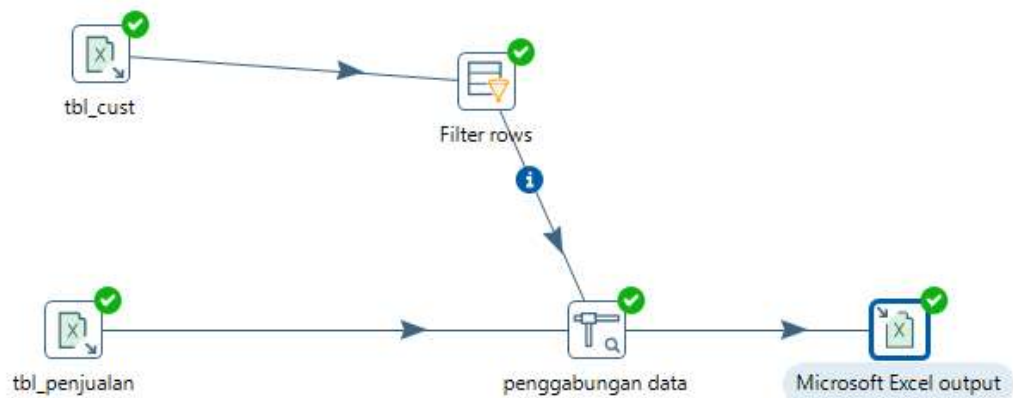 tbl_cust
Filter rows
tbl_penjualan
penggabungan data
Microsoft Excel output